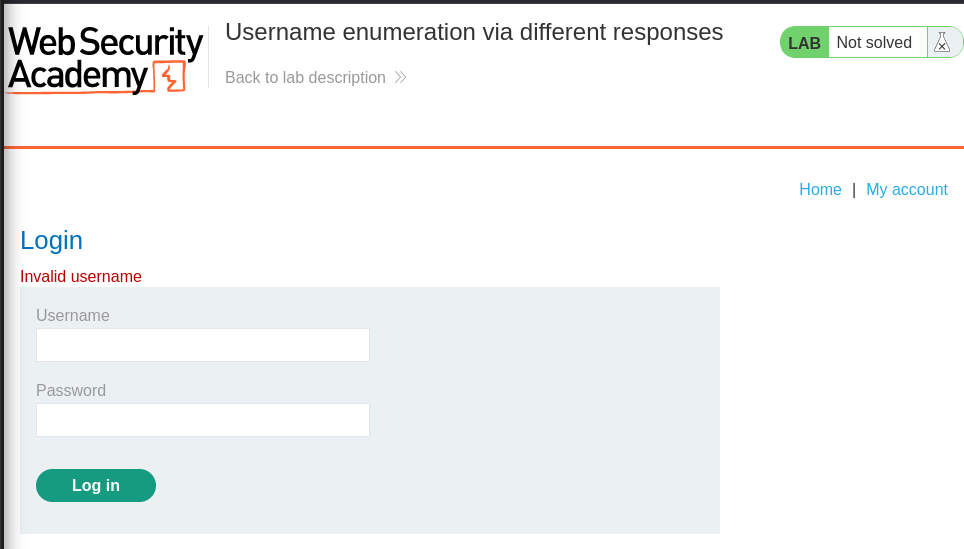 Web Security
Academy
Username enumeration via different responses
Back to lab description
LAB Not solved
Home | My account
Login
Invalid username
Username
Password
Log in